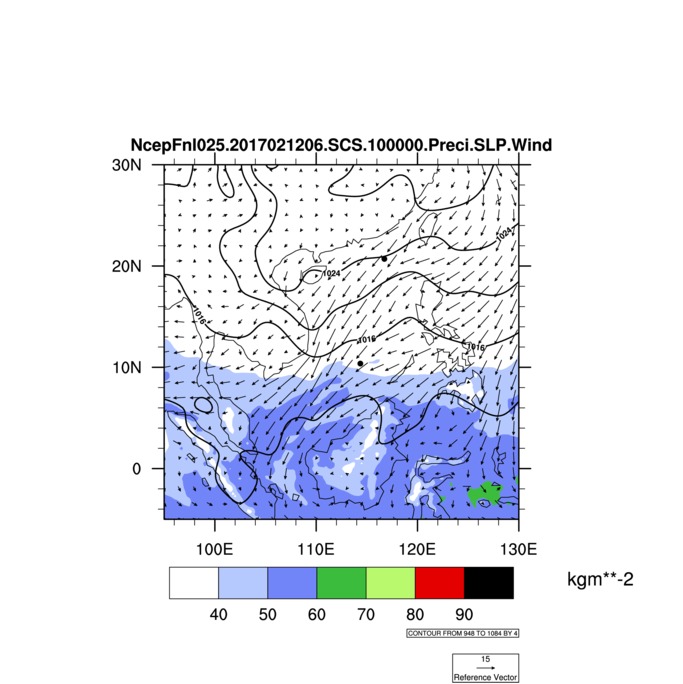 NcepFnl025.2017021206.SCS.100000.Preci.SLP.Wind
30N
1024
20N
1024
1016
1016
1016
10N
0
100E 110E 120E 130E
kgm**-2
40 50 60 70 80 90
CONTOUR FROM 948 TO 1084 BY 4
15
Reference Vector